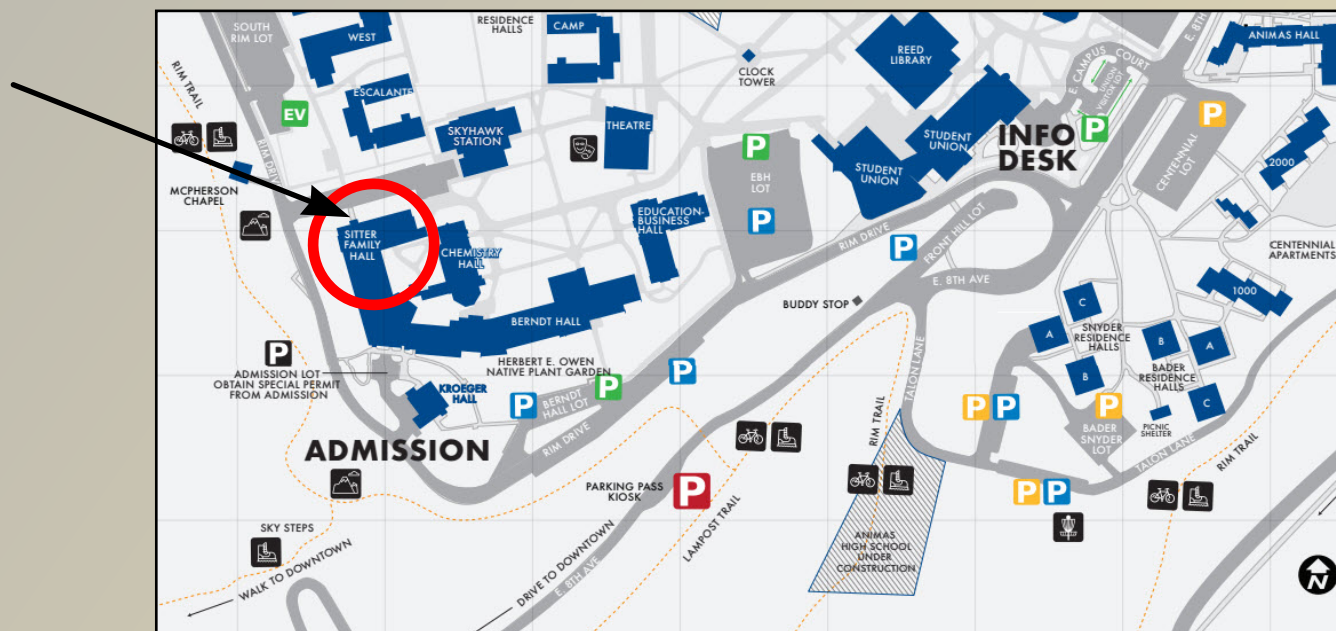 SOUTH
RIM LOT
WEST
RESIDENCE
HALLS
CAMP
REED
LIBRARY
E. CAMPUS COURT
E. 8TH
ANIMAS HALL
RIM TRAIL
CLOCK
TOWER
UNION
VISITOR LOT
ESCALANTE
EV
SKYHAWK
STATION
THEATRE
P
STUDENT
UNION
INFO
DESK
P
P
CENTENNIAL
LOT
2000
RIM DRIVE
MCPHERSON
CHAPEL
EBH
LOT
STUDENT
UNION
SITTER
FAMILY
HALL
CHEMISTRY
HALL
EDUCATION-
BUSINESS
HALL
P
RIM DRIVE
P
FRONT HILL LOT
CENTENNIAL
APARTMENTS
E. 8TH AVE
1000
BUDDY STOP
C
A
SNYDER
RESIDENCE
HALLS
B
B
A
BADER
RESIDENCE
HALLS
C
BERNDT HALL
P
ADMISSION LOT
OBTAIN SPECIAL PERMIT
FROM ADMISSION
HERBERT E. OWEN
NATIVE PLANT GARDEN
KROEGER
HALL
P
BERNDT
HALL LOT
P
P
TALON LANE
RIM TRAIL
P P
P
PICNIC
SHELTER
BADER
SNYDER
LOT
TALON LANE
RIM TRAIL
ADMISSION
RIM DRIVE
PARKING PASS
KIOSK
P
LAMPOST TRAIL
P P
SKY STEPS
WALK TO DOWNTOWN
DRIVE TO DOWNTOWN
E. 8TH AVE
ANIMAS
HIGH SCHOOL
UNDER
CONSTRUCTION
N